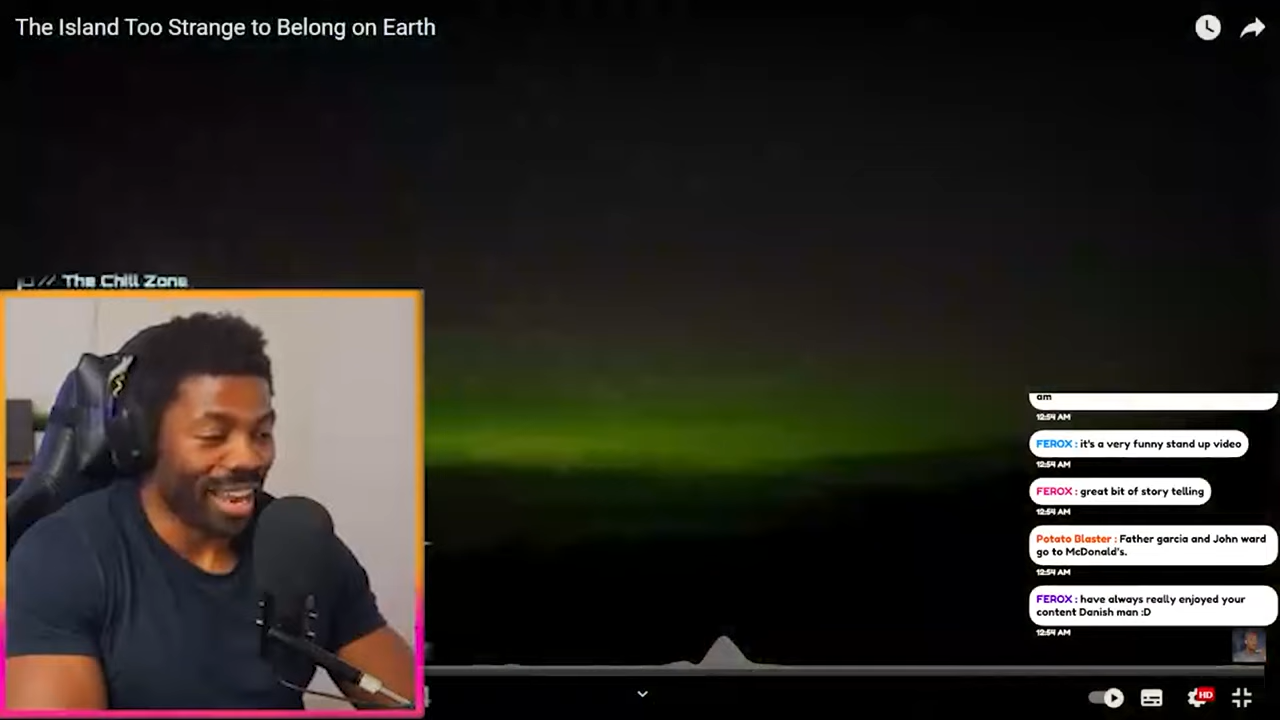 The Island Too Strange to Belong on Earth
// The Chill Zone
am
12:54 AM
FEROX : it's a very funny stand up video
12:54 AM
FEROX : great bit of story telling
12:54 AM
Potato Blaster : Father garcia and John ward
go to McDonald's.
12:54 AM
FEROX : have always really enjoyed your
content Danish man :D
12:54 AM
HD